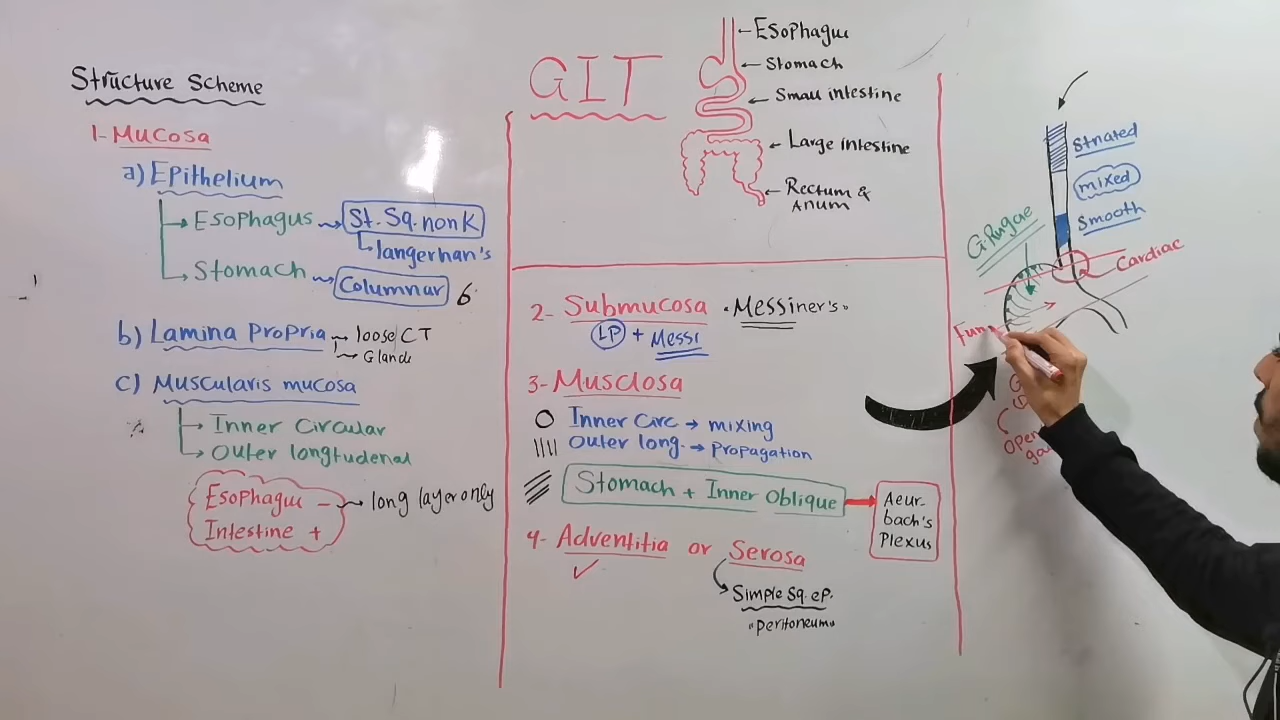 Structure Scheme
1- Mucosa
a) Epithelium
Esophagus St. Sq. non K
langerhan's
Stomach Columnar 6
b) Lamina Propria loose CT
Glands
c) Muscularis mucosa
Inner Circular
Outer longtudenal
Esophagus - long layer only
Intestine +
GIT
Esophagus
Stomach
Small intestine
Large intestine
Rectum &
Anum
2- Submucosa "Messiner's"
LP + Messi
3- Musclosa
Inner Circ → mixing
Outer long. → Propagation
Stomach + Inner Oblique
Aeur-
bach's
Plexus
4- Adventitia or Serosa
Simple Sq. eP.
"Peritoneum"
Striated
mixed
Smooth
G. Rugae
Cardiac
Fun